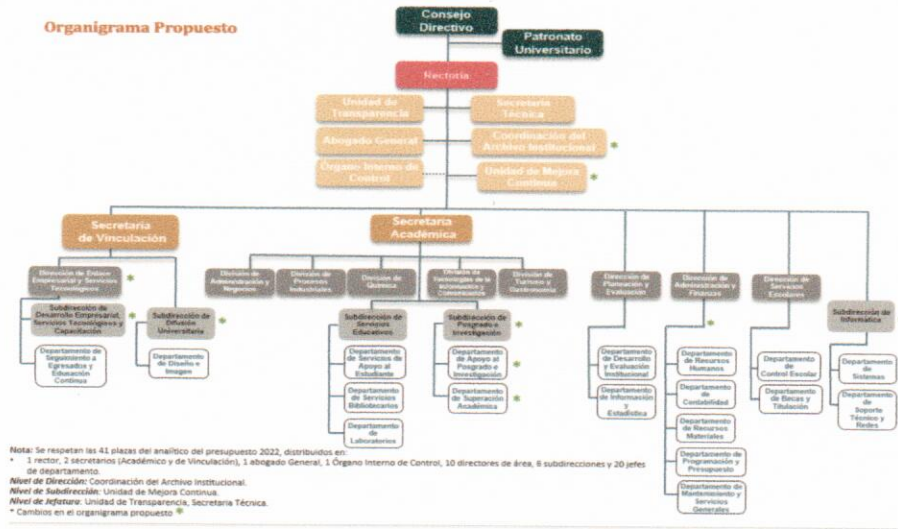 Organigrama Propuesto
Consejo
Directivo
Patronato
Universitario
Rectoría
Unidad de
Transparencia
Secretaría
Técnica
Abogado General
Coordinación del
Archivo Institucional
*
Órgano Interno de
Control
Unidad de Mejora
Continua
*
Secretaría
de Vinculación
Secretaría
Académica
Dirección de Enlace
Empresarial y Servicios
Tecnológicos
*
Subdirección de
Desarrollo Empresarial,
Servicios Tecnológicos y
Capacitación
*
Departamento
de Seguimiento a
Egresados y
Educación
Continua
Subdirección
de Difusión
Universitaria
*
Departamento
de Diseño e
Imagen
División de
Administración y
Negocios
División de
Procesos
Industriales
División de
Química
División de
Tecnologías de la
Información y
Comunicación
División de
Turismo y
Gastronomía
Subdirección
de Servicios
Educativos
Departamento
de Servicios de
Apoyo al
Estudiante
Departamento
de Servicios
Bibliotecarios
Departamento
de
Laboratorios
Subdirección de
Posgrado e
Investigación
*
Departamento
de Apoyo al
Posgrado e
Investigación
*
Departamento
de Superación
Académica
*
Dirección de
Planeación y
Evaluación
Departamento
de Desarrollo
y Evaluación
Institucional
Departamento
de Información
y
Estadística
Dirección de
Administración y
Finanzas
*
Departamento
de Recursos
Humanos
Departamento
de
Contabilidad
Departamento
de Recursos
Materiales
Departamento
de
Programación y
Presupuesto
Departamento
de
Mantenimiento y
Servicios
Generales
Dirección de
Servicios
Escolares
Departamento
de
Control Escolar
Departamento
de Becas y
Titulación
Subdirección de
Informática
Departamento
de
Sistemas
Departamento
de
Soporte
Técnico y
Redes
Nota: Se respetan las 41 plazas del analítico del presupuesto 2022, distribuidos en:
• 1 rector, 2 secretarios (Académico y de Vinculación), 1 abogado General, 1 Órgano Interno de Control, 10 directores de área, 6 subdirecciones y 20 jefes
de departamento.
Nivel de Dirección: Coordinación del Archivo Institucional.
Nivel de Subdirección: Unidad de Mejora Continua.
Nivel de Jefatura: Unidad de Transparencia, Secretaria Técnica.
* Cambios en el organigrama propuesto *